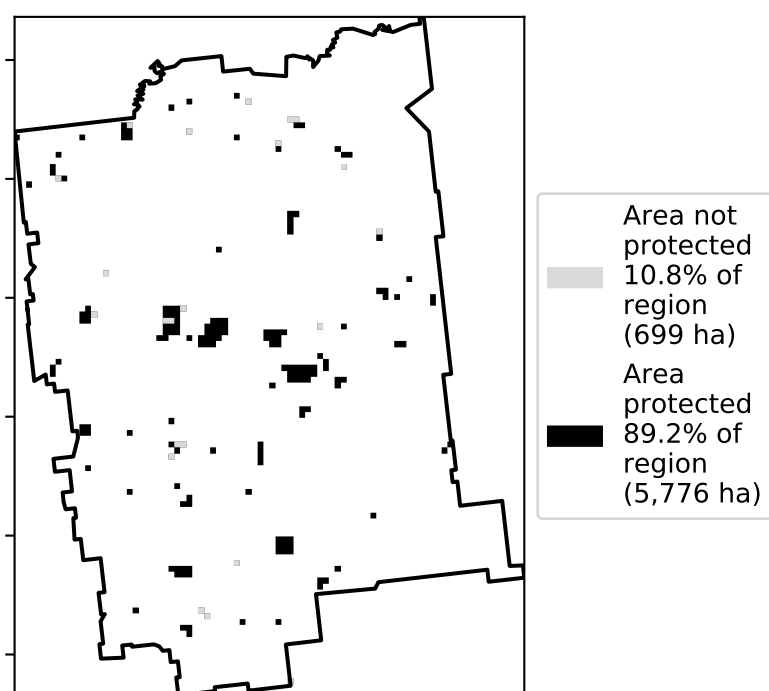 Area not
protected
10.8% of
region
(699 ha)
Area
protected
89.2% of
region
(5,776 ha)